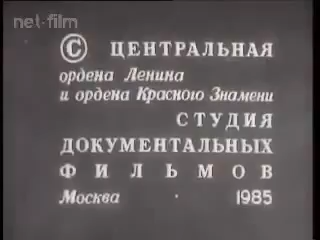 net-film
© ЦЕНТРАЛЬНАЯ
ордена Ленина
и ордена Красного Знамени
СТУДИЯ
ДОКУМЕНТАЛЬНЫХ
ФИЛЬМОВ
Москва · 1985